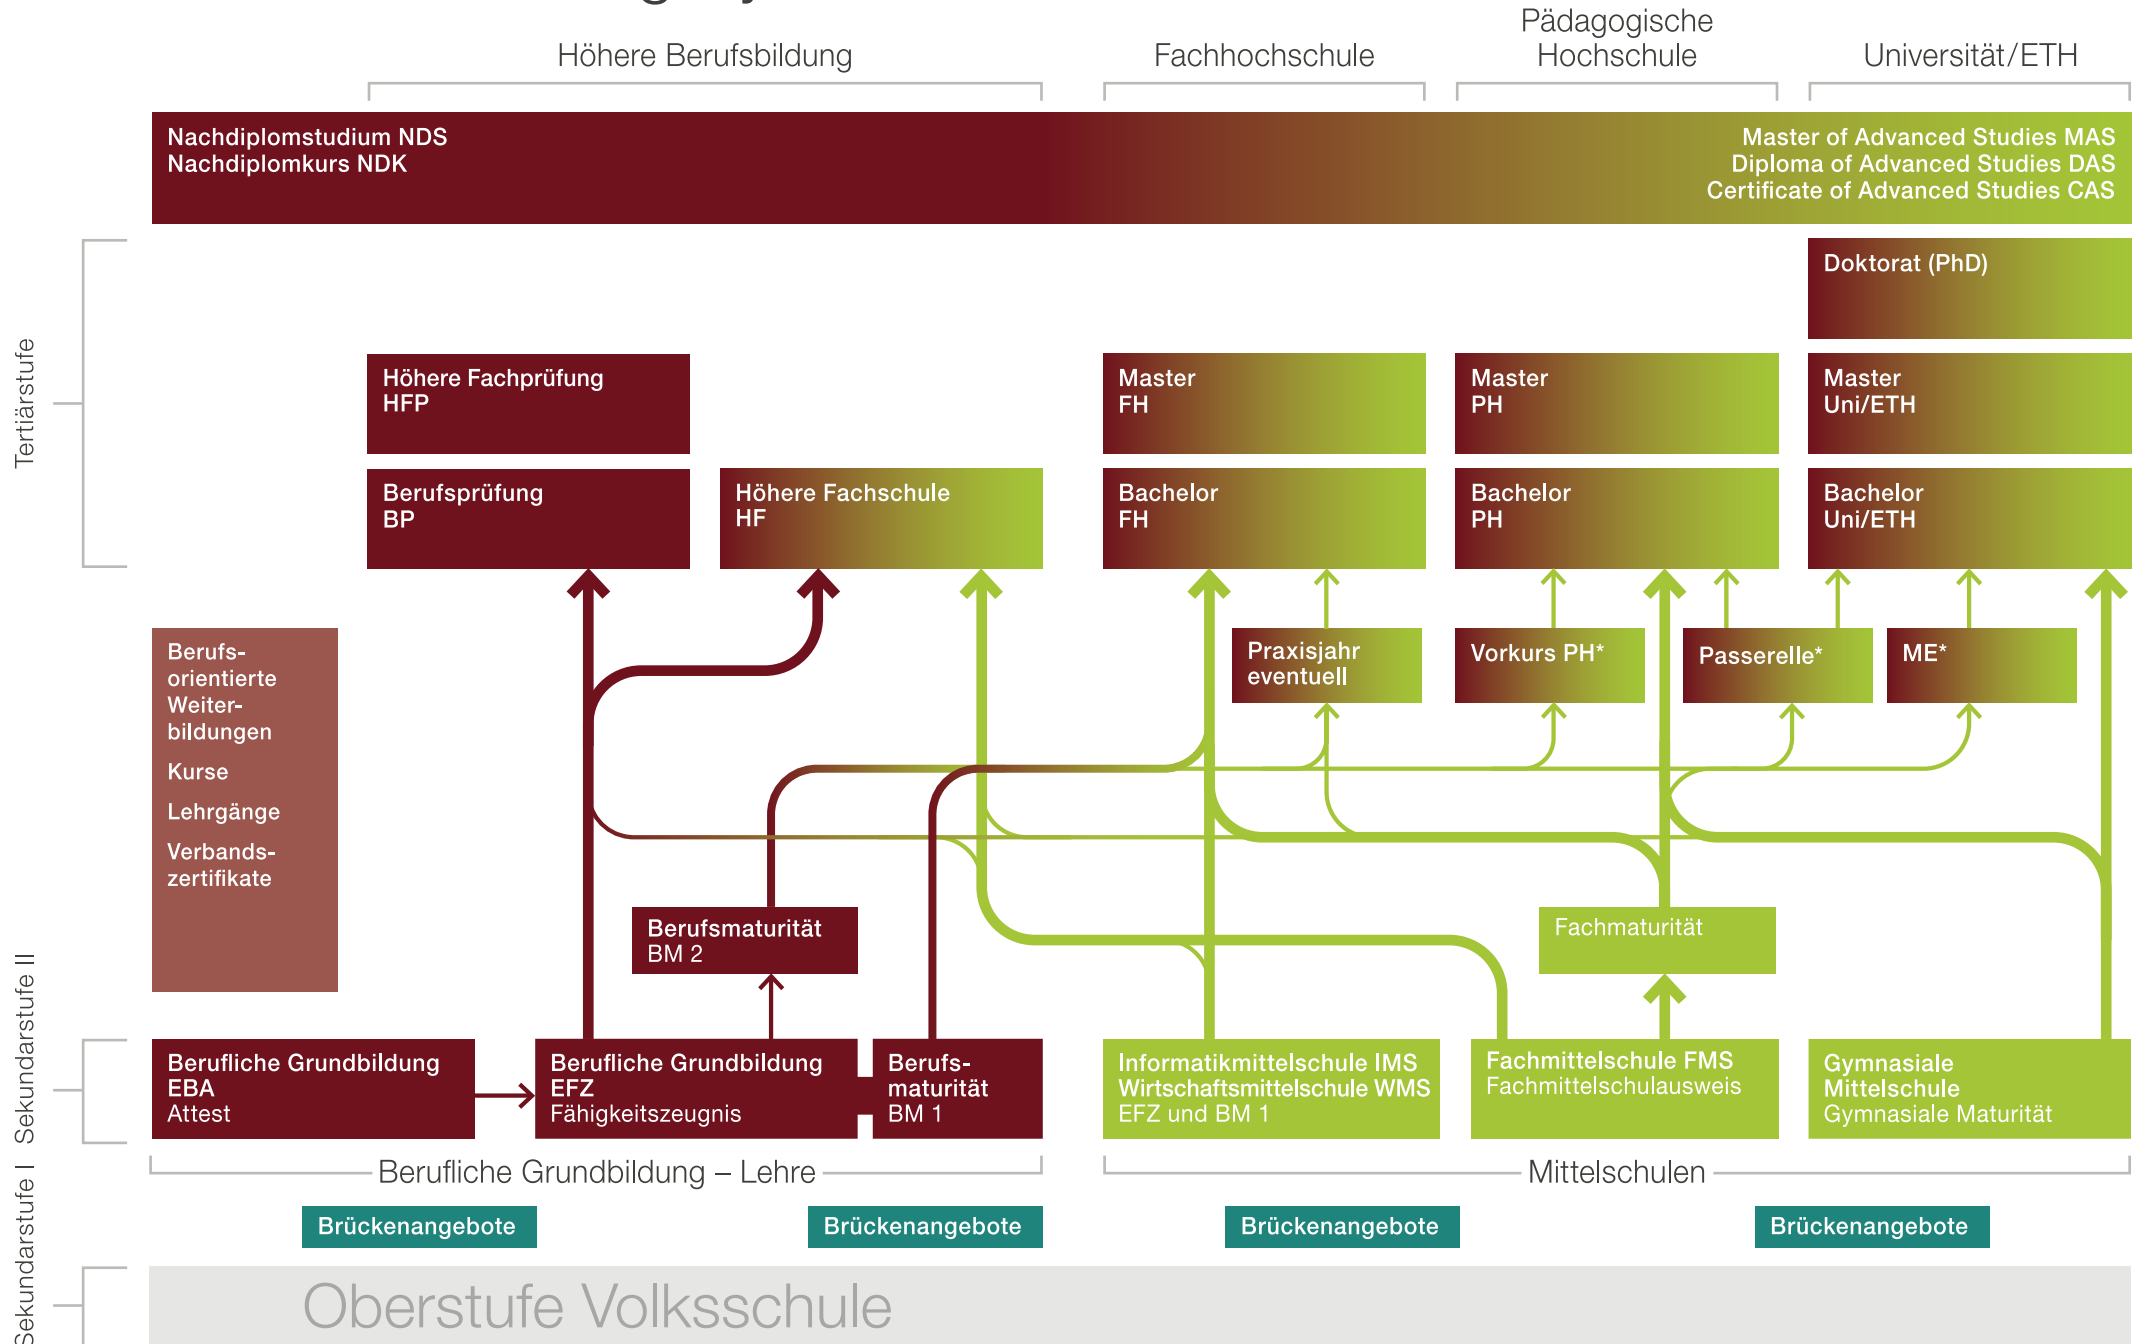 Höhere Berufsbildung
Fachhochschule
Pädagogische
Hochschule
Universität/ETH
Nachdiplomstudium NDS
Nachdiplomkurs NDK
Master of Advanced Studies MAS
Diploma of Advanced Studies DAS
Certificate of Advanced Studies CAS
Tertiärstufe
Doktorat (PhD)
Höhere Fachprüfung
HFP
Master
FH
Master
PH
Master
Uni/ETH
Berufsprüfung
BP
Höhere Fachschule
HF
Bachelor
FH
Bachelor
PH
Bachelor
Uni/ETH
Berufs-
orientierte
Weiter-
bildungen
Kurse
Lehrgänge
Verbands-
zertifikate
Praxisjahr
eventuell
Vorkurs PH*
Passerelle*
ME*
Berufsmaturität
BM 2
Fachmaturität
Sekundarstufe II
Berufliche Grundbildung
EBA
Attest
Berufliche Grundbildung
EFZ
Fähigkeitszeugnis
Berufs-
maturität
BM 1
Informatikmittelschule IMS
Wirtschaftsmittelschule WMS
EFZ und BM 1
Fachmittelschule FMS
Fachmittelschulausweis
Gymnasiale
Mittelschule
Gymnasiale Maturität
Berufliche Grundbildung – Lehre
Mittelschulen
Sekundarstufe I
Brückenangebote
Brückenangebote
Brückenangebote
Brückenangebote
Oberstufe Volksschule